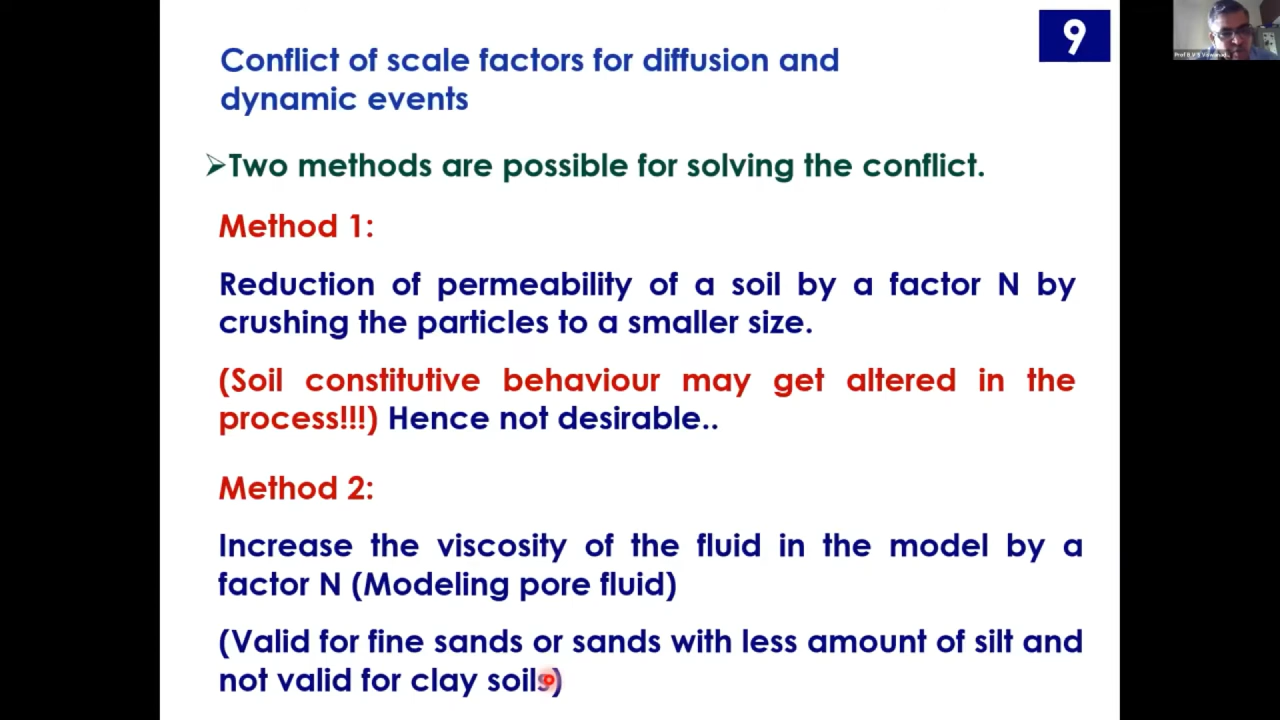 9
Conflict of scale factors for diffusion and
dynamic events
➢Two methods are possible for solving the conflict.
Method 1:
Reduction of permeability of a soil by a factor N by
crushing the particles to a smaller size.
(Soil constitutive behaviour may get altered in the
process!!!) Hence not desirable..
Method 2:
Increase the viscosity of the fluid in the model by a
factor N (Modeling pore fluid)
(Valid for fine sands or sands with less amount of silt and
not valid for clay soils)
Prof B V S